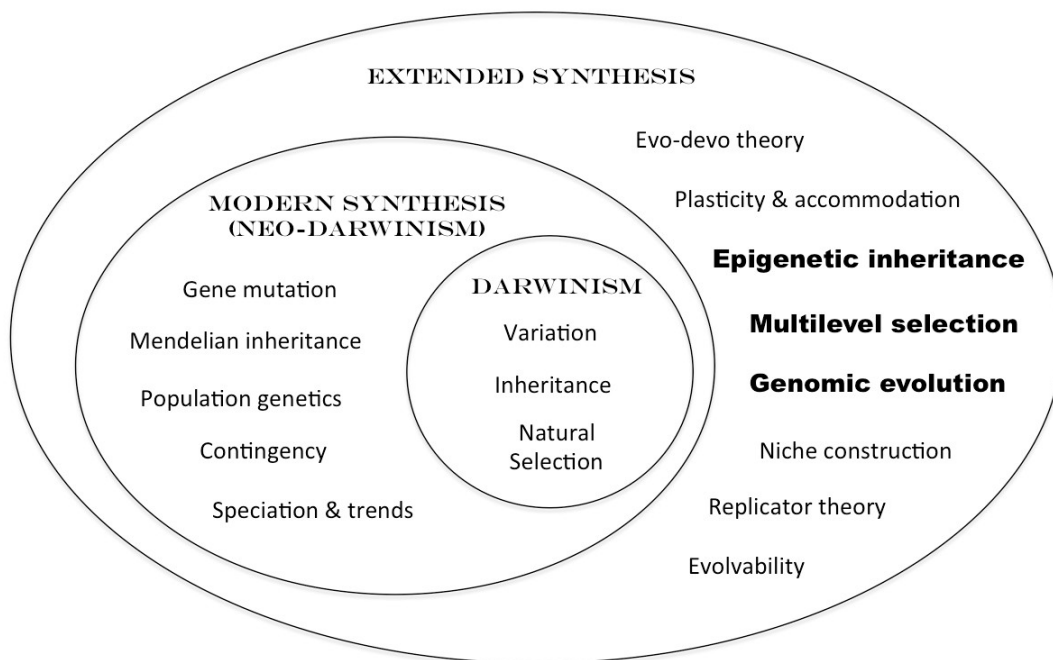 EXTENDED SYNTHESIS
Evo-devo theory
Plasticity & accommodation
Epigenetic inheritance
Multilevel selection
Genomic evolution
Niche construction
Replicator theory
Evolvability
MODERN SYNTHESIS
(NEO-DARWINISM)
Gene mutation
Mendelian inheritance
Population genetics
Contingency
Speciation & trends
DARWINISM
Variation
Inheritance
Natural
Selection